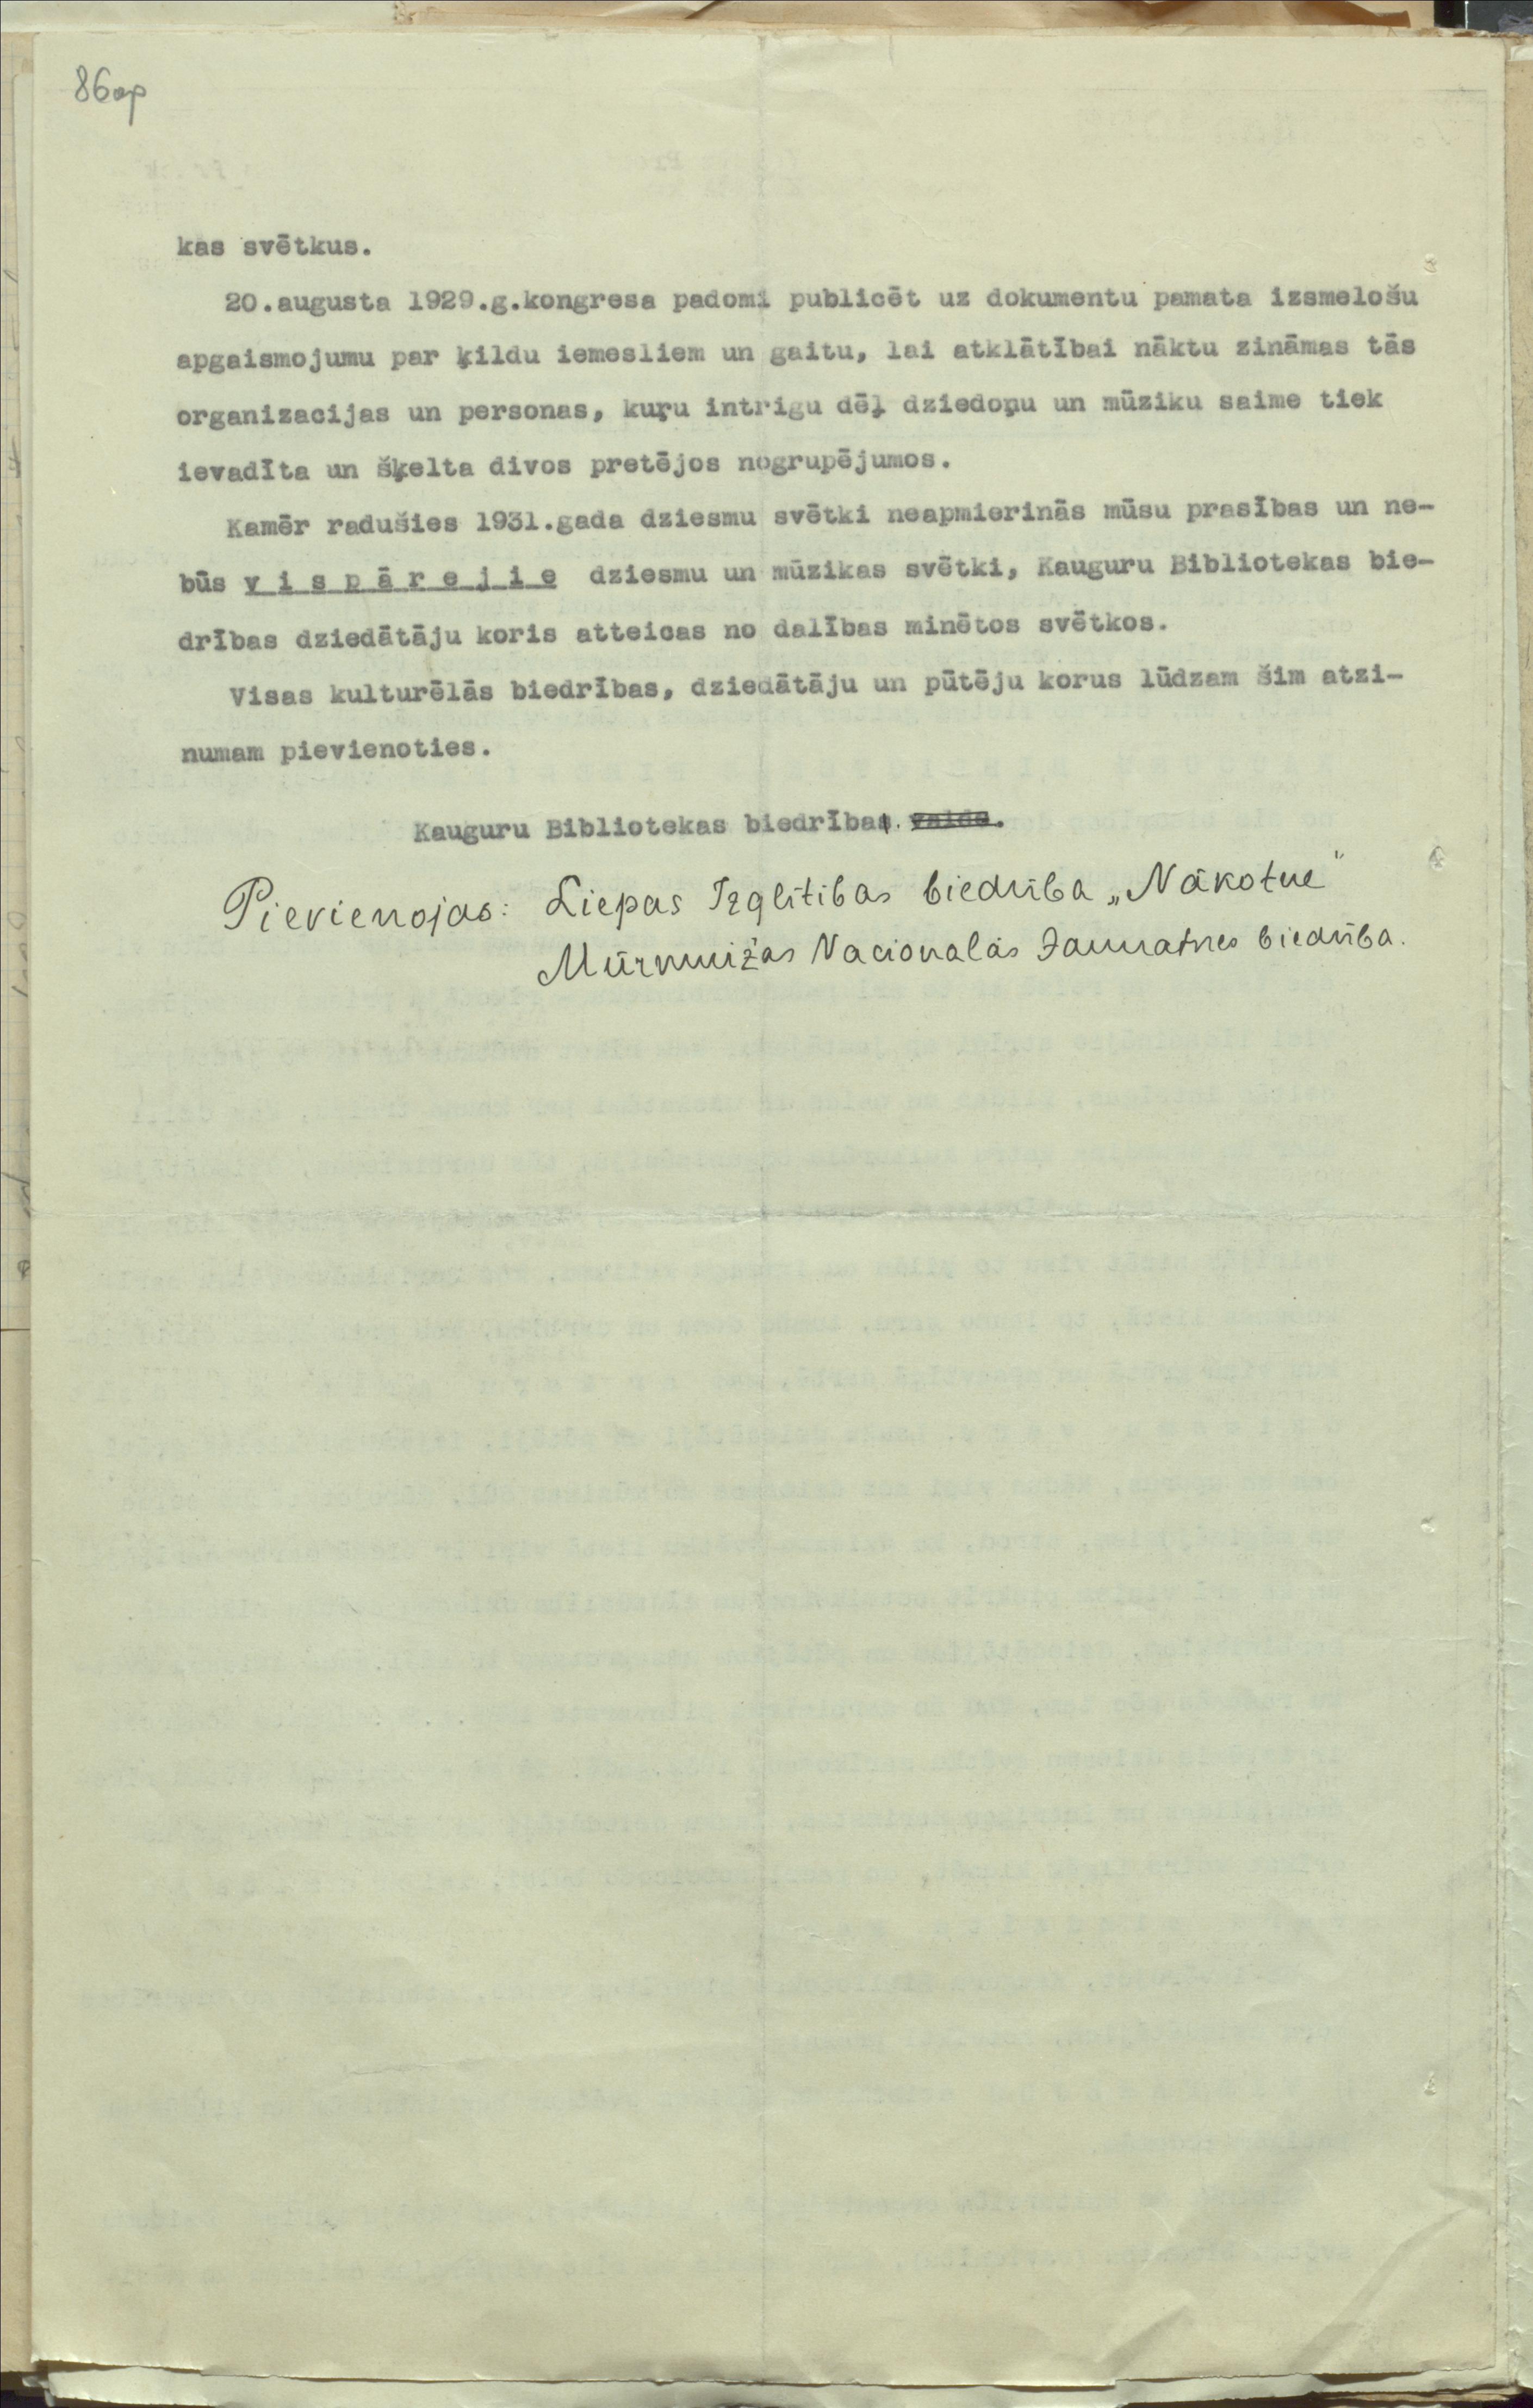 86op
kas svētkus.
20.augusta 1929.g.kongresa padomi publicēt uz dokumentu pamata izsmelošu
apgaismojumu par ķildu iemesliem un gaitu, lai atklātībai nāktu zināmas tās
organizacijas un personas, kuŗu intrigu dēļ dziedoņu un mūziku saime tiek
ievadīta un šķelta divos pretējos nogrupējumos.
Kamēr radušies 1931.gada dziesmu svētki neapmierinās mūsu prasības un ne-
būs v i s p ā r e j i e dziesmu un mūzikas svētki, Kauguru Bibliotekas bie-
drības dziedātāju koris atteicas no dalības minētos svētkos.
Visas kulturēlās biedrības, dziedātāju un pūtēju korus lūdzam šim atzi-
numam pievienoties.
Kauguru Bibliotekas biedrība. valde.
Pievienojas: Liepas Izglītības biedrība „Nākotne"
Mūrmuižas Nacionalās Jaunatnes biedrība.